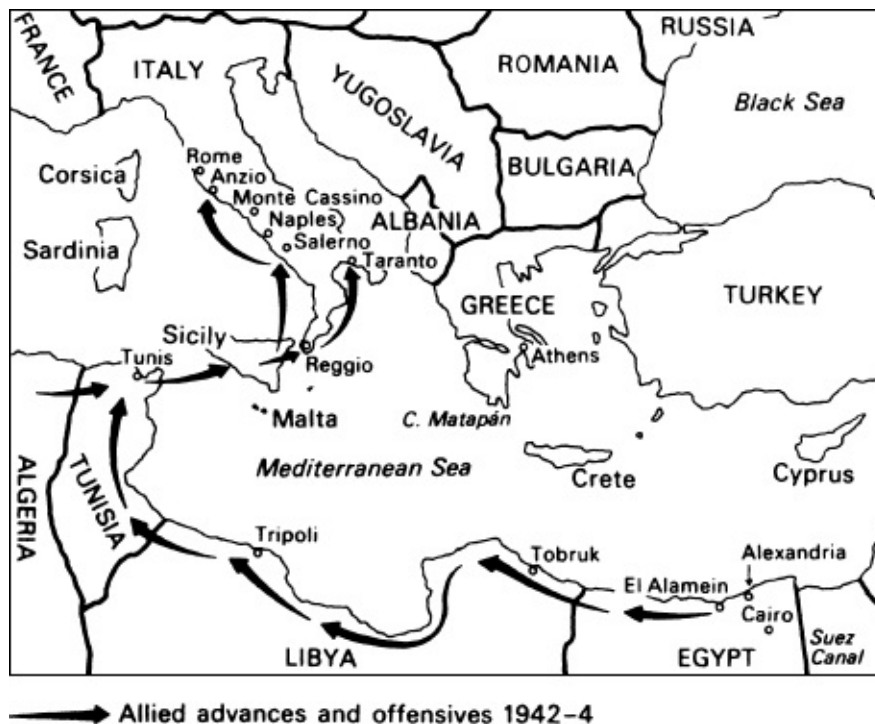 FRANCE
ITALY
YUGOSLAVIA
ROMANIA
RUSSIA
Black Sea
BULGARIA
Corsica
Rome
Anzio
Monte Cassino
Naples
Salerno
Taranto
ALBANIA
Sardinia
GREECE
TURKEY
Sicily
Tunis
Reggio
Athens
Malta
C. Matapán
Mediterranean Sea
Crete
Cyprus
ALGERIA
TUNISIA
Tripoli
Tobruk
Alexandria
El Alamein
Cairo
LIBYA
EGYPT
Suez
Canal
Allied advances and offensives 1942–4